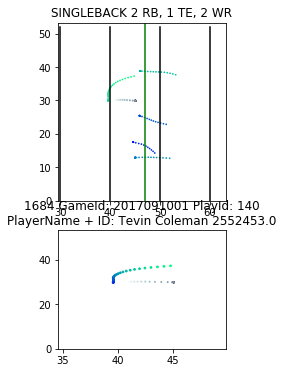 SINGLEBACK 2 RB, 1 TE, 2 WR
50
40
30
20
10
0
30 40 50 60
1684 GameId: 2017091001 PlayId: 140
PlayerName + ID: Tevin Coleman 2552453.0
40
20
0
35 40 45